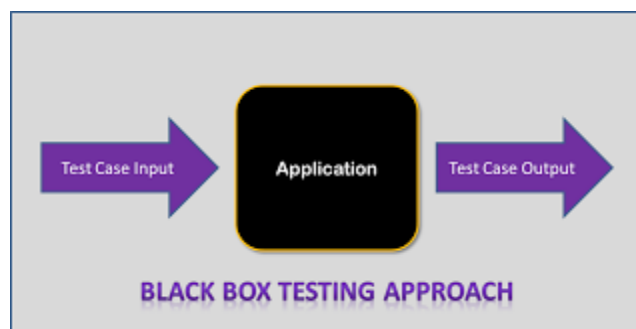 Test Case Input
Application
Test Case Output
BLACK BOX TESTING APPROACH